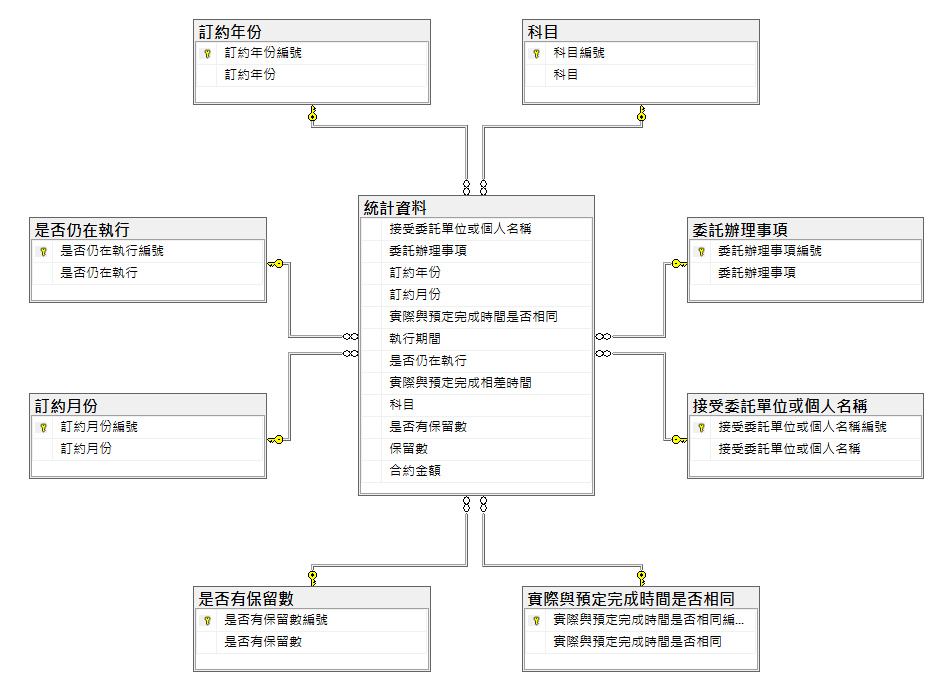 訂約年份
訂約年份編號
訂約年份
科目
科目編號
科目
是否仍在執行
是否仍在執行編號
是否仍在執行
統計資料
接受委託單位或個人名稱
委託辦理事項
訂約年份
訂約月份
實際與預定完成時間是否相同
執行期間
是否仍在執行
實際與預定完成相差時間
科目
是否有保留數
保留數
合約金額
委託辦理事項
委託辦理事項編號
委託辦理事項
訂約月份
訂約月份編號
訂約月份
接受委託單位或個人名稱
接受委託單位或個人名稱編號
接受委託單位或個人名稱
是否有保留數
是否有保留數編號
是否有保留數
實際與預定完成時間是否相同
實際與預定完成時間是否相同編...
實際與預定完成時間是否相同